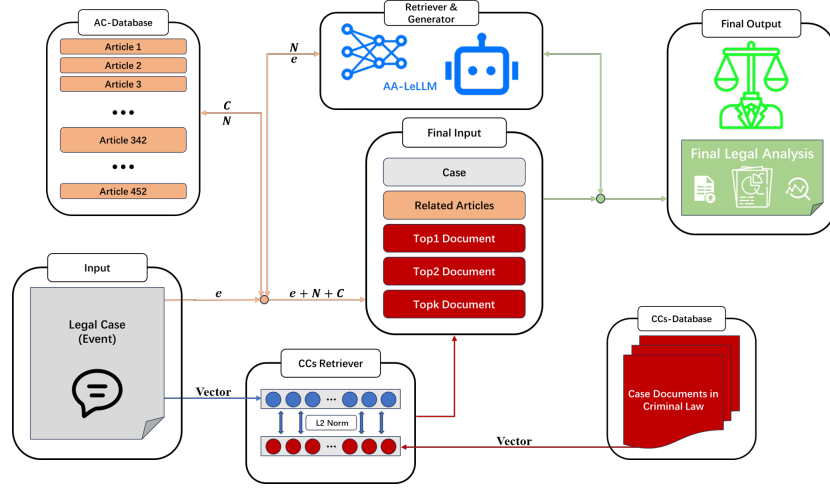 AC-Database
Article 1
Article 2
Article 3
•••
Article 342
•••
Article 452
Retriever &
Generator
AA-LeLLM
N
e
C
N
Final Output
Final Legal Analysis
Final Input
Case
Related Articles
Top1 Document
Top2 Document
Topk Document
Input
Legal Case
(Event)
e
e + N + C
CCs Retriever
Vector
...
L2 Norm
...
Vector
CCs-Database
Case Documents in
Criminal Law